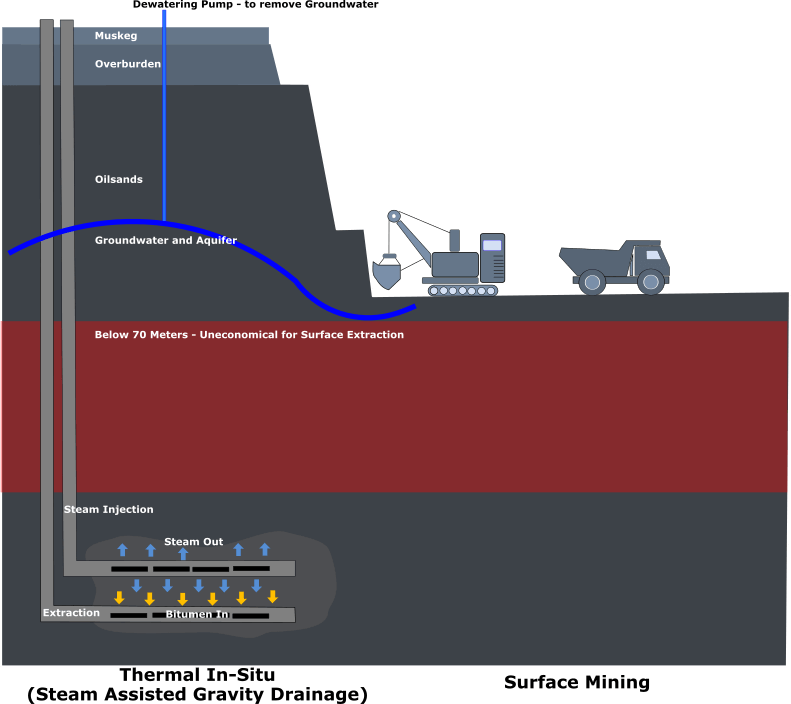 Dewatering Pump - to remove Groundwater
Muskeg
Overburden
Oilsands
Groundwater and Aquifer
Below 70 Meters - Uneconomical for Surface Extraction
Steam Injection
Steam Out
Extraction
Bitumen In
Thermal In-Situ
(Steam Assisted Gravity Drainage)
Surface Mining